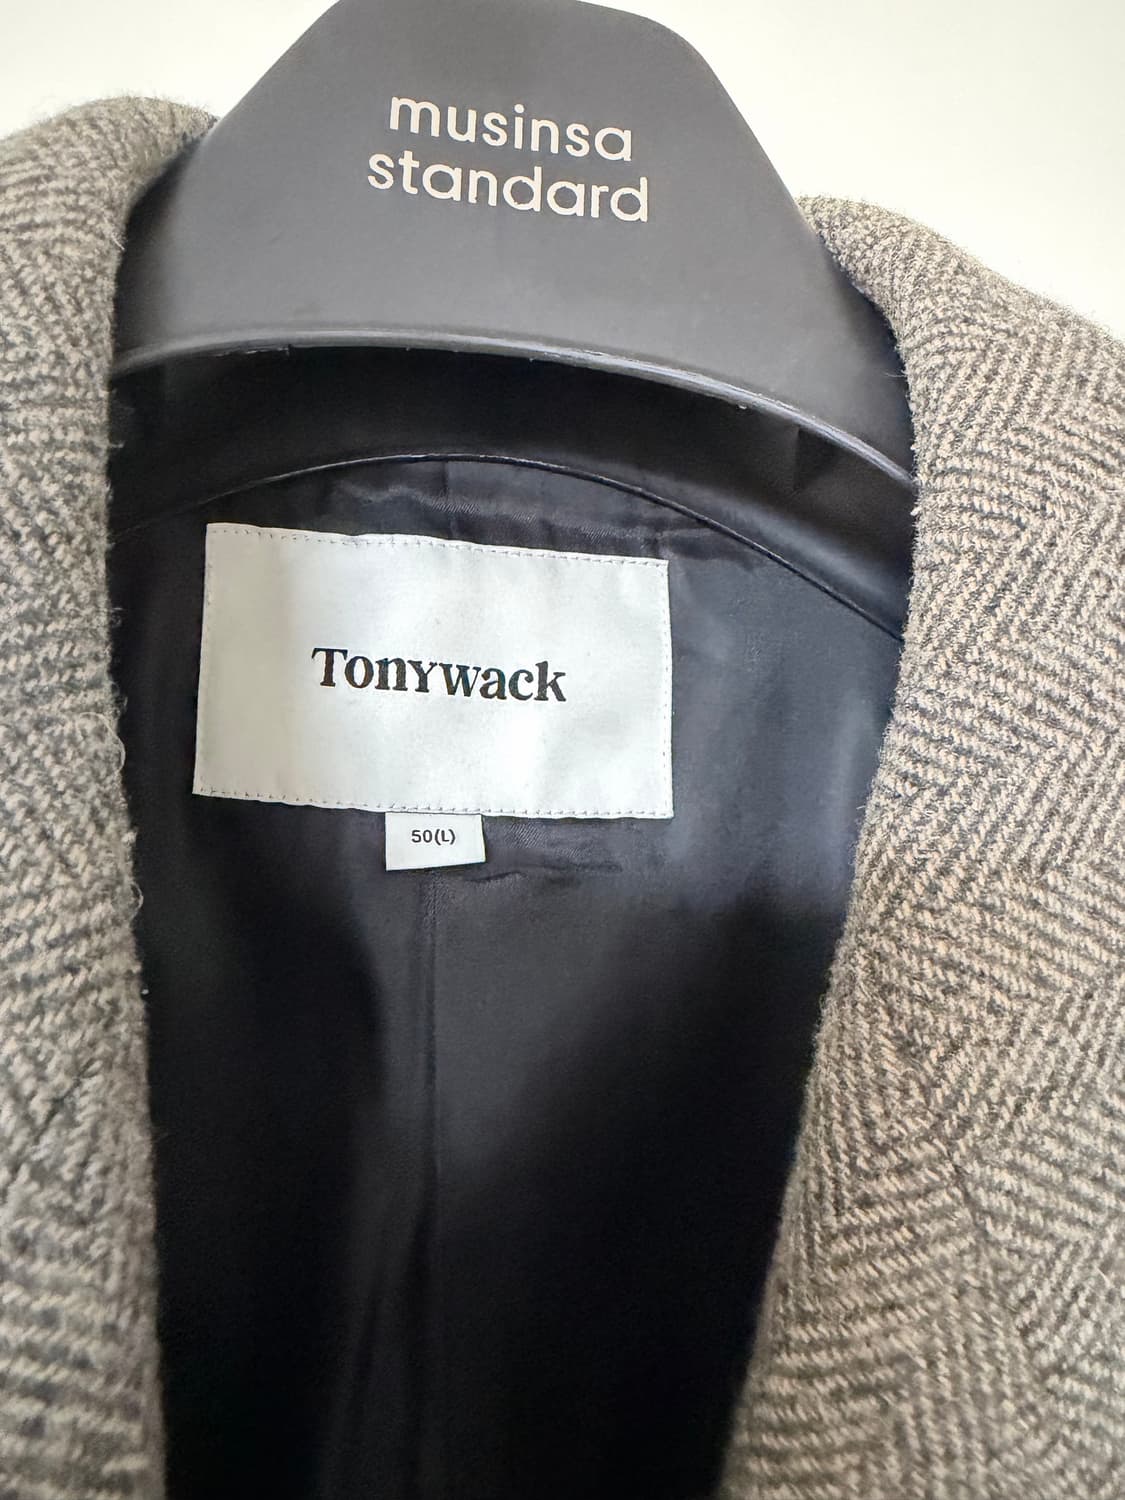 musinsa
standard
Tonywack
50(L)